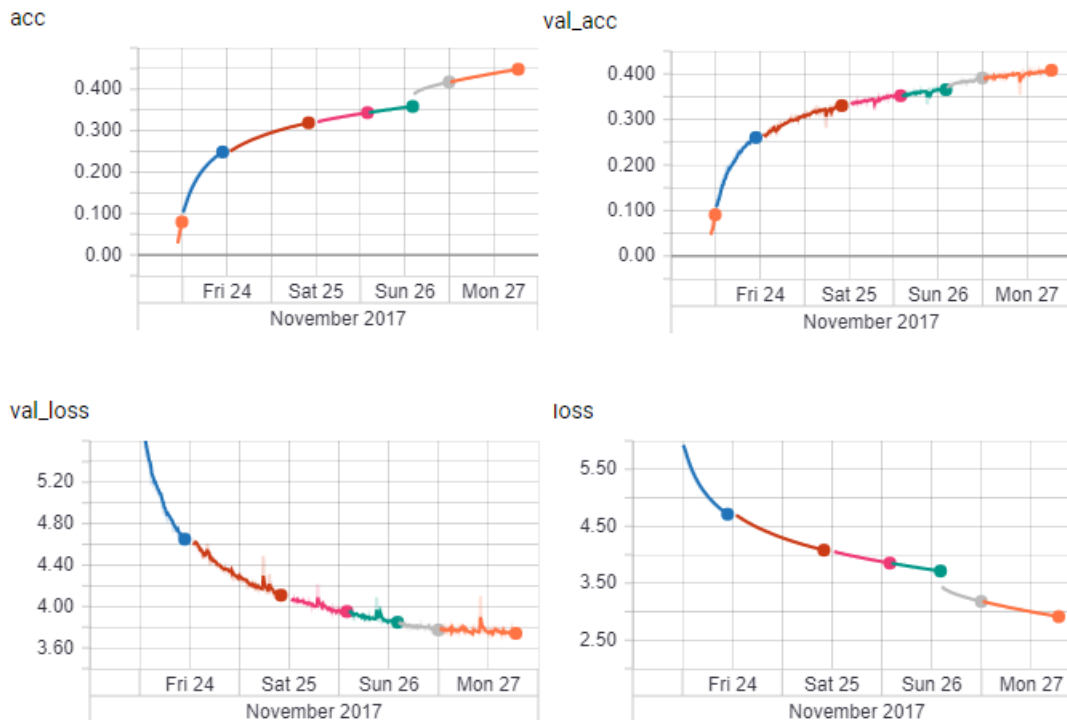 acc
0.400
0.300
0.200
0.100
0.00
Fri 24 Sat 25 Sun 26 Mon 27
November 2017
val_acc
0.400
0.300
0.200
0.100
0.00
Fri 24 Sat 25 Sun 26 Mon 27
November 2017
val_loss
5.20
4.80
4.40
4.00
3.60
Fri 24 Sat 25 Sun 26 Mon 27
November 2017
loss
5.50
4.50
3.50
2.50
Fri 24 Sat 25 Sun 26 Mon 27
November 2017